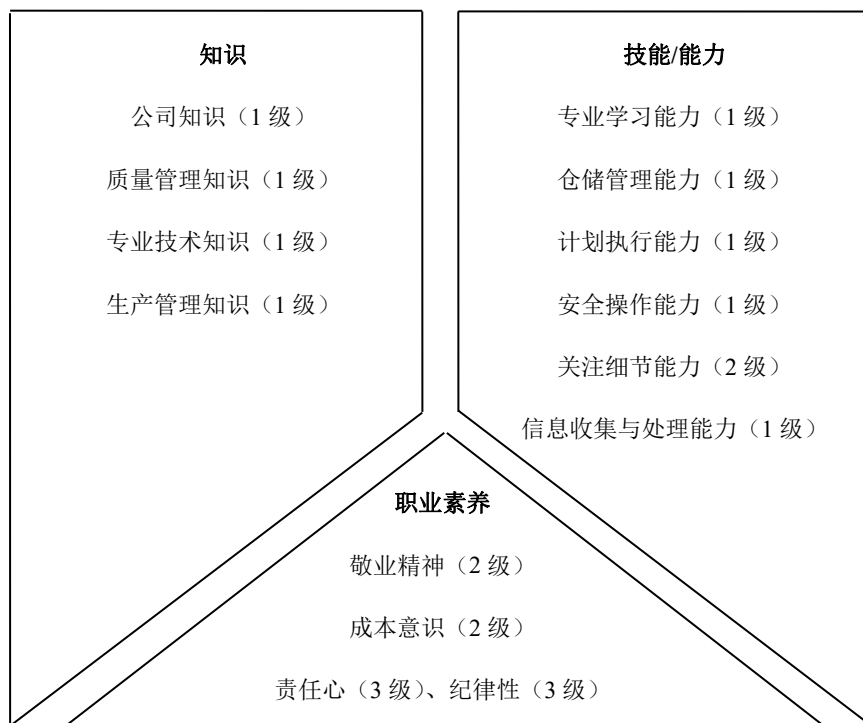 知识
公司知识（1 级）
质量管理知识（1 级）
专业技术知识（1 级）
生产管理知识（1 级）
技能/能力
专业学习能力（1 级）
仓储管理能力（1 级）
计划执行能力（1 级）
安全操作能力（1 级）
关注细节能力（2 级）
信息收集与处理能力（1 级）
职业素养
敬业精神（2 级）
成本意识（2 级）
责任心（3 级）、纪律性（3 级）